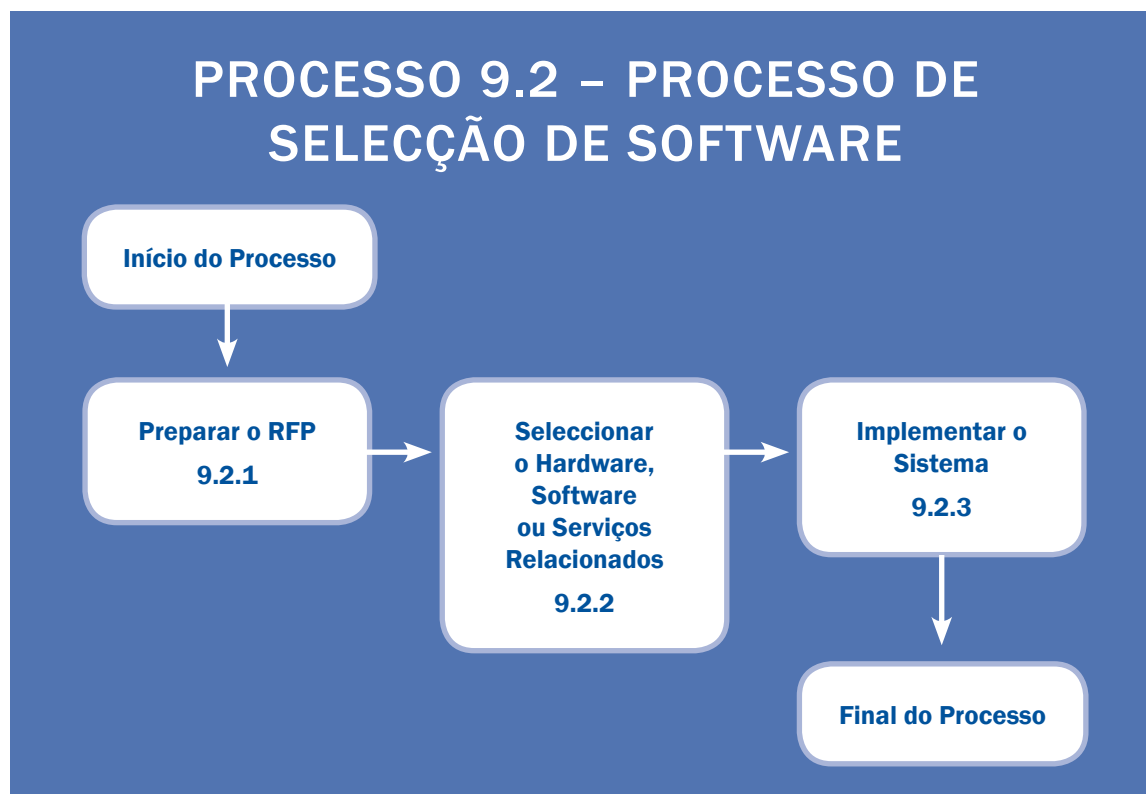 PROCESSO 9.2 – PROCESSO DE
SELECÇÃO DE SOFTWARE
Início do Processo
Preparar o RFP
9.2.1
Seleccionar
o Hardware,
Software
ou Serviços
Relacionados
9.2.2
Implementar o
Sistema
9.2.3
Final do Processo